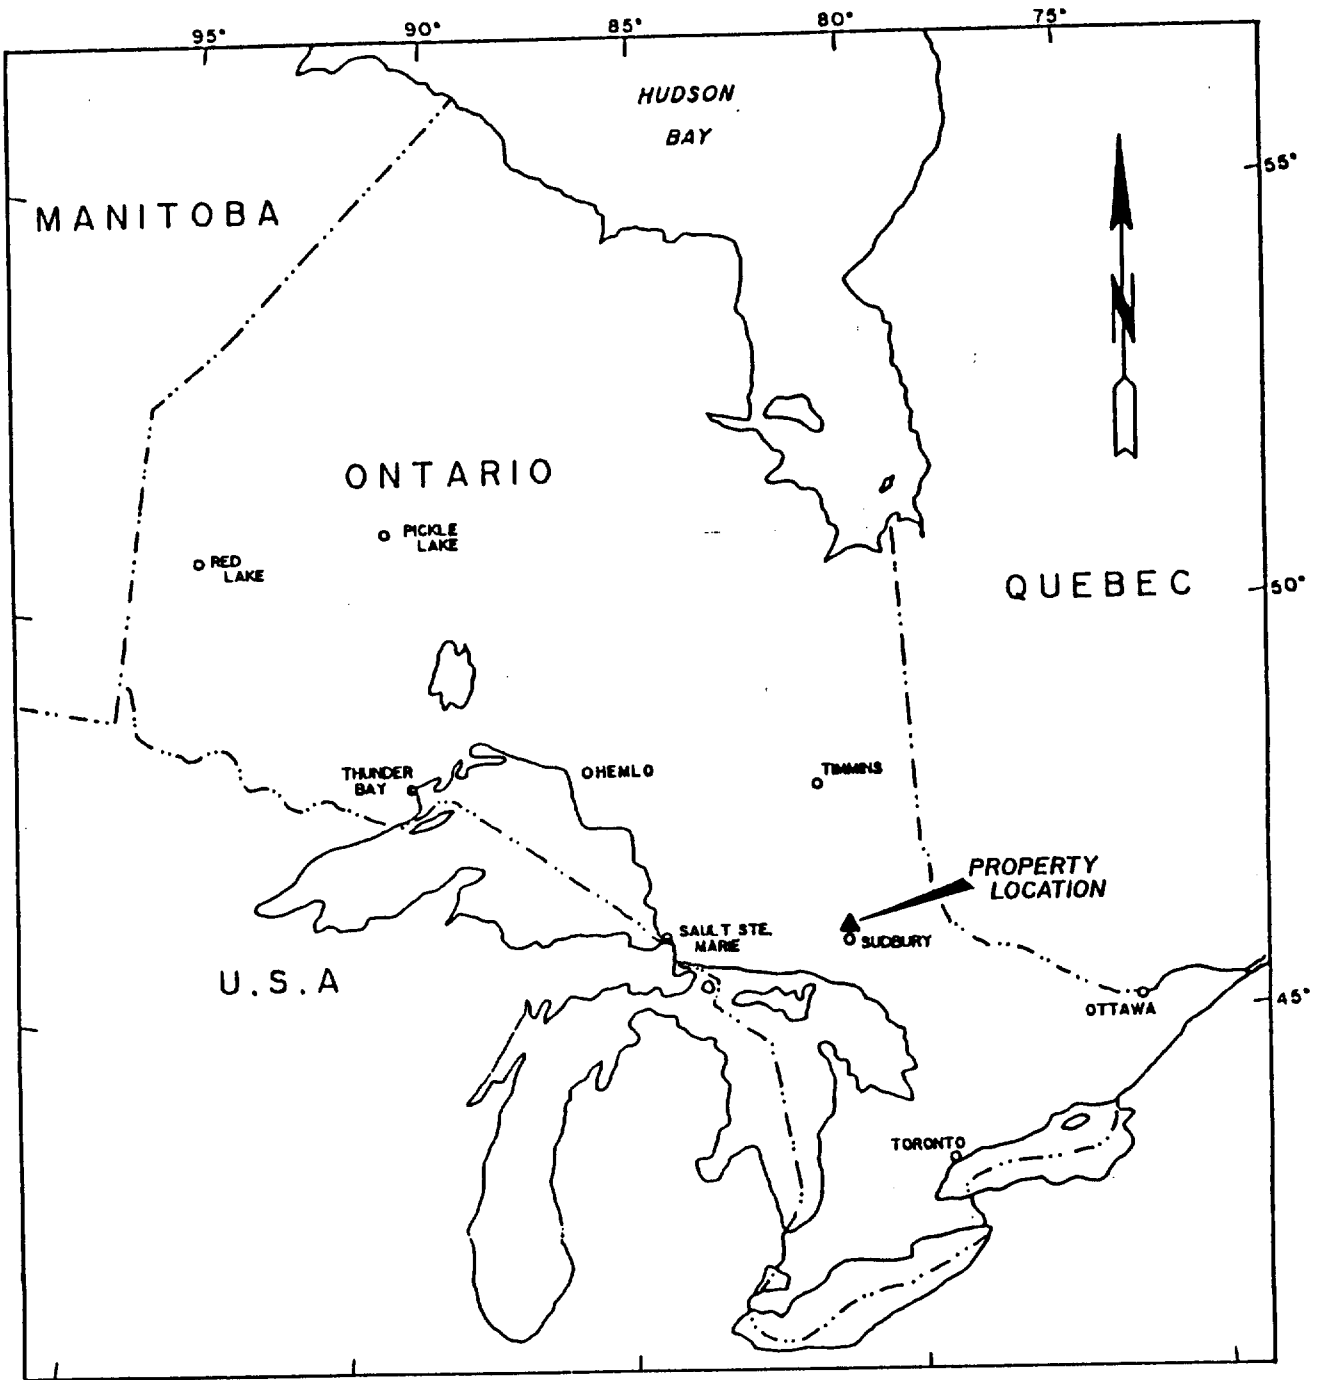 95° 90° 85° 80° 75°
HUDSON
BAY
55°
MANITOBA
N
ONTARIO
PICKLE
LAKE
RED
LAKE
QUEBEC
50°
THUNDER
BAY
HEMLO
TIMMINS
PROPERTY
LOCATION
SAULT STE.
MARIE
SUDBURY
U.S.A
45°
OTTAWA
TORONTO